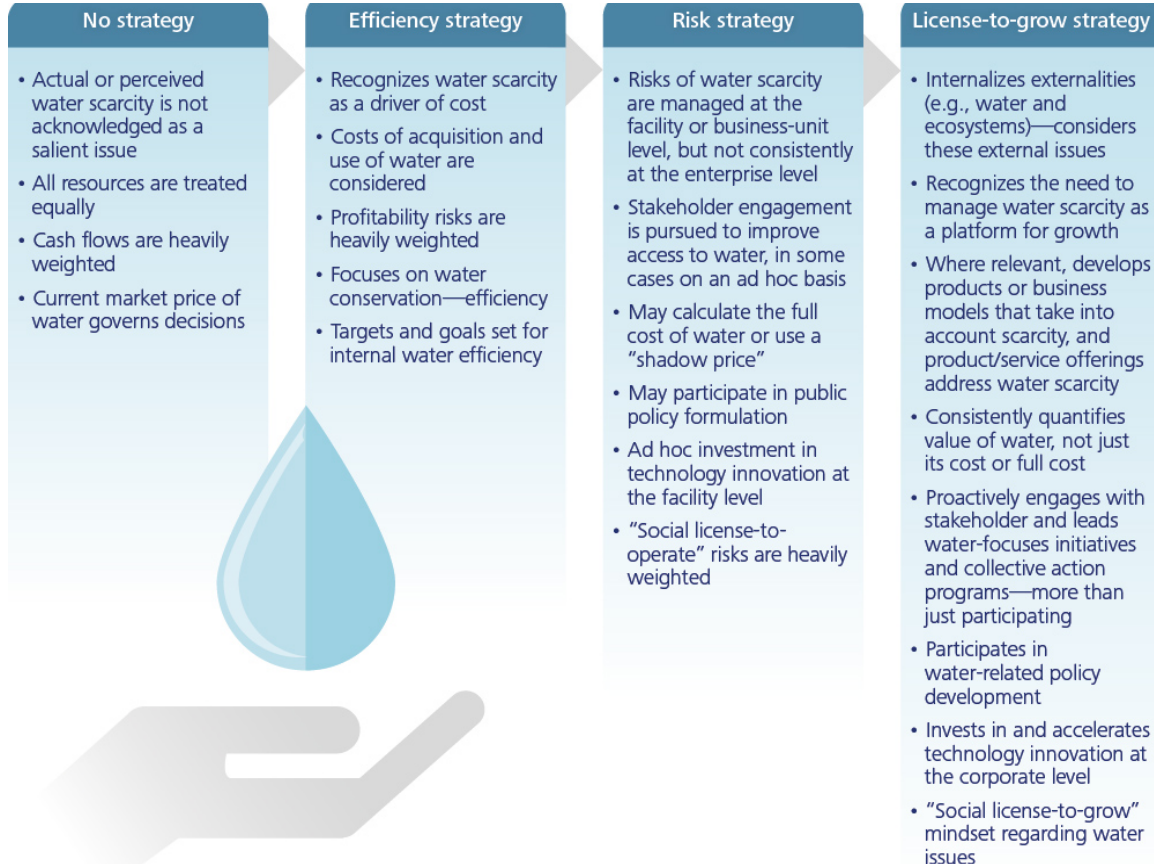 No strategy
• Actual or perceived
water scarcity is not
acknowledged as a
salient issue
• All resources are treated
equally
• Cash flows are heavily
weighted
• Current market price of
water governs decisions
Efficiency strategy
• Recognizes water scarcity
as a driver of cost
• Costs of acquisition and
use of water are
considered
• Profitability risks are
heavily weighted
• Focuses on water
conservation—efficiency
• Targets and goals set for
internal water efficiency
Risk strategy
• Risks of water scarcity
are managed at the
facility or business-unit
level, but not consistently
at the enterprise level
• Stakeholder engagement
is pursued to improve
access to water, in some
cases on an ad hoc basis
• May calculate the full
cost of water or use a
“shadow price”
• May participate in public
policy formulation
• Ad hoc investment in
technology innovation at
the facility level
• “Social license-to-
operate” risks are heavily
weighted
License-to-grow strategy
• Internalizes externalities
(e.g., water and
ecosystems)—considers
these external issues
• Recognizes the need to
manage water scarcity as
a platform for growth
• Where relevant, develops
products or business
models that take into
account scarcity, and
product/service offerings
address water scarcity
• Consistently quantifies
value of water, not just
its cost or full cost
• Proactively engages with
stakeholder and leads
water-focuses initiatives
and collective action
programs—more than
just participating
• Participates in
water-related policy
development
• Invests in and accelerates
technology innovation at
the corporate level
• “Social license-to-grow”
mindset regarding water
issues